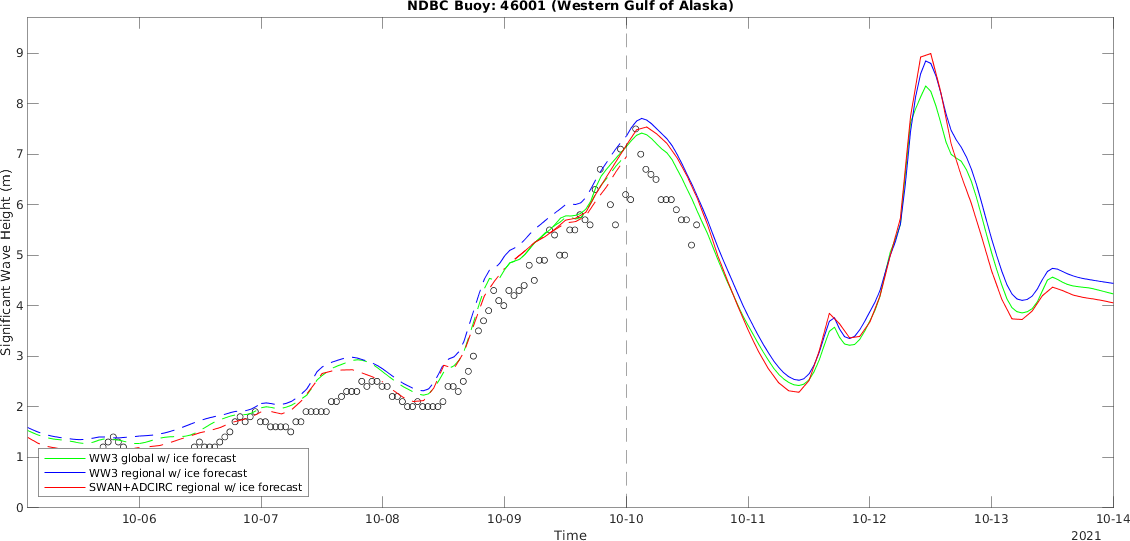 NDBC Buoy: 46001 (Western Gulf of Alaska)
Significant Wave Height (m)
9
8
7
6
5
4
3
2
1
0
WW3 global w/ ice forecast
WW3 regional w/ ice forecast
SWAN+ADCIRC regional w/ ice forecast
10-06 10-07 10-08 10-09 10-10 10-11 10-12 10-13 10-14
Time
2021